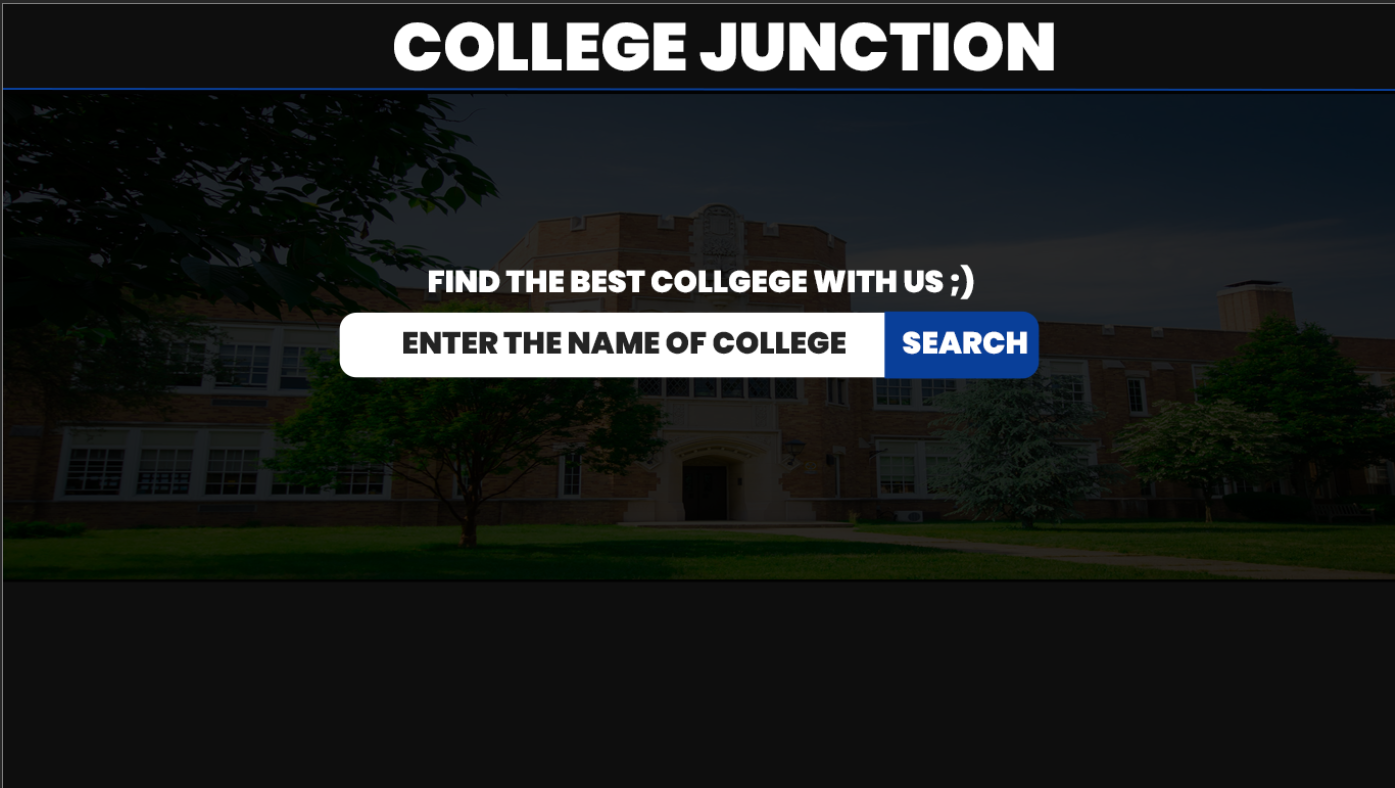 COLLEGE JUNCTION
FIND THE BEST COLLGEGE WITH US ;)
ENTER THE NAME OF COLLEGE
SEARCH